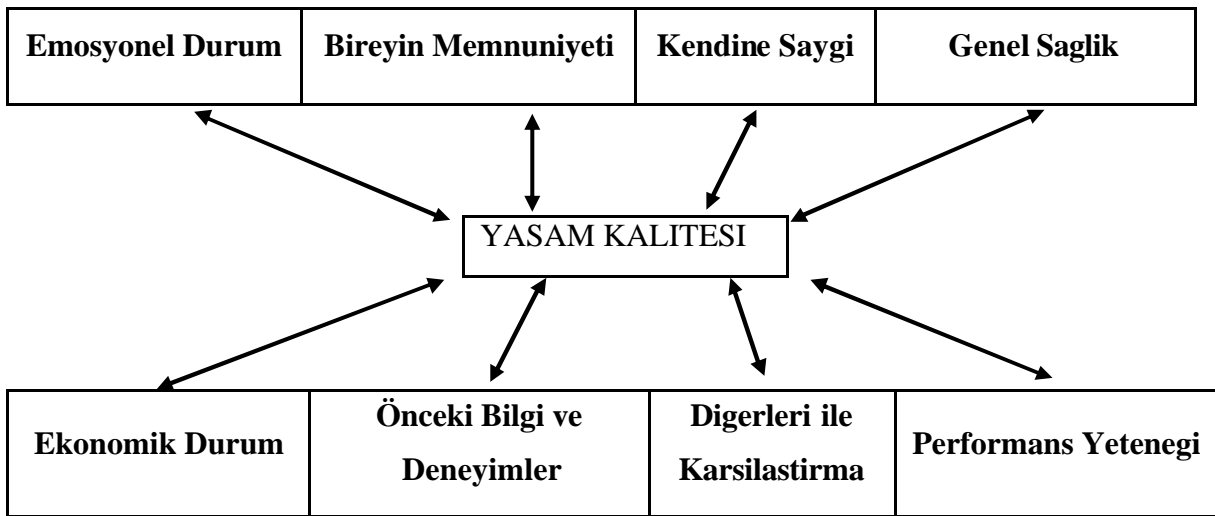 Emosyonel Durum
Bireyin Memnuniyeti
Kendine Saygi
Genel Saglik
YASAM KALITESI
Ekonomik Durum
Önceki Bilgi ve
Deneyimler
Digerleri ile
Karsilastirma
Performans Yetenegi